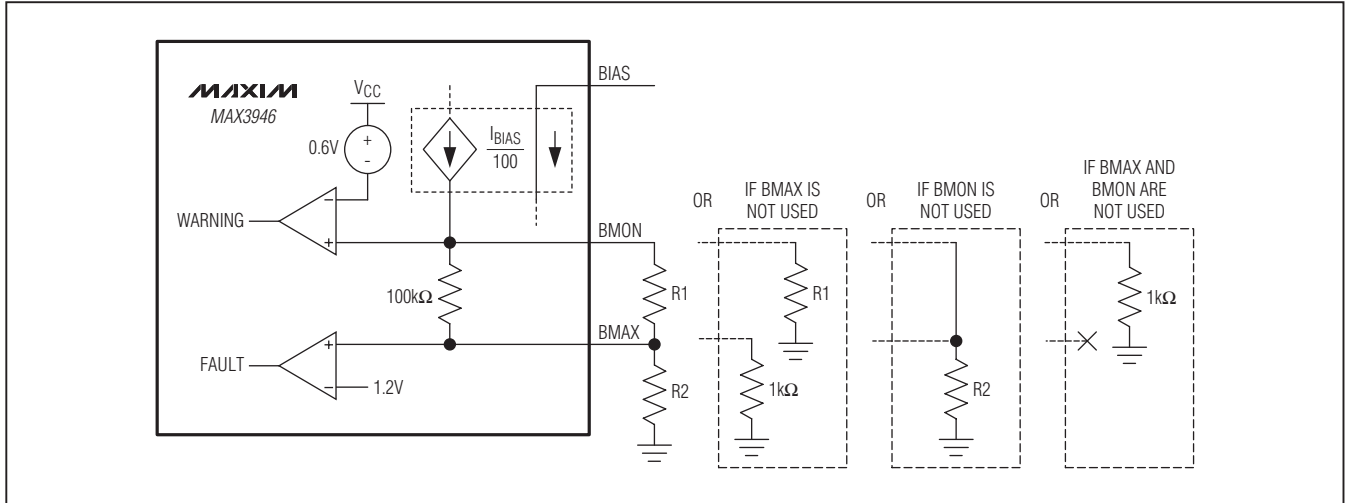 MAXIM
MAX3946
VCC
0.6V
+
-
IBIAS
100
BIAS
WARNING
-
+
BMON
100kΩ
R1
BMAX
FAULT
+
-
1.2V
R2
OR
IF BMAX IS
NOT USED
R1
1kΩ
OR
IF BMON IS
NOT USED
R2
OR
IF BMAX AND
BMON ARE
NOT USED
1kΩ